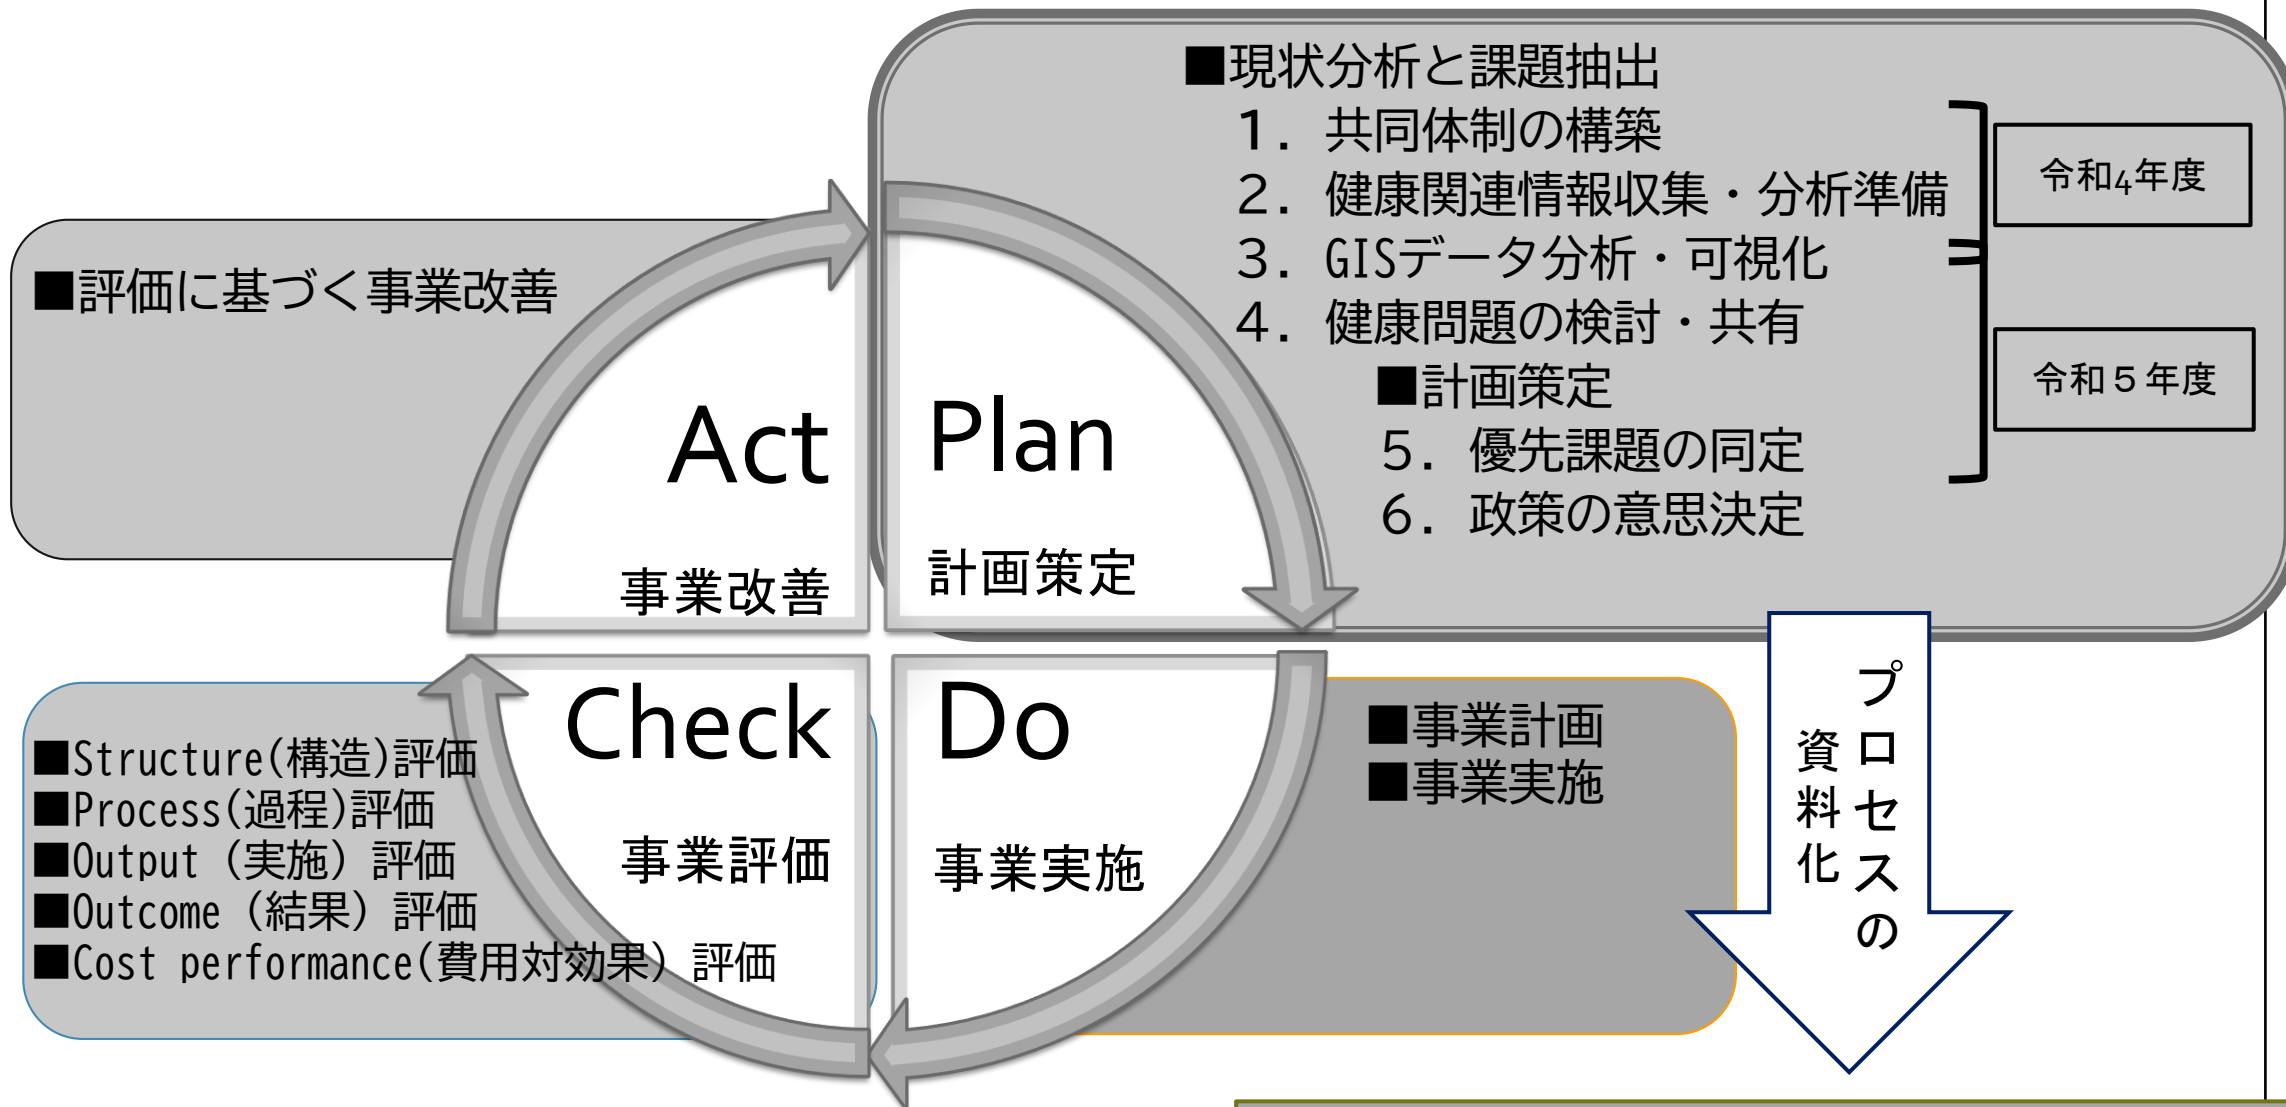 ■現状分析と課題抽出
1. 共同体制の構築
2. 健康関連情報収集・分析準備
3. GISデータ分析・可視化
4. 健康問題の検討・共有
■計画策定
5. 優先課題の同定
6. 政策の意思決定
令和4年度
令和５年度
■評価に基づく事業改善
Act
事業改善
Plan
計画策定
Check
事業評価
Do
事業実施
■Structure(構造)評価
■Process(過程)評価
■Output（実施）評価
■Outcome（結果）評価
■Cost performance(費用対効果）評価
■事業計画
■事業実施
プロセスの
資料化